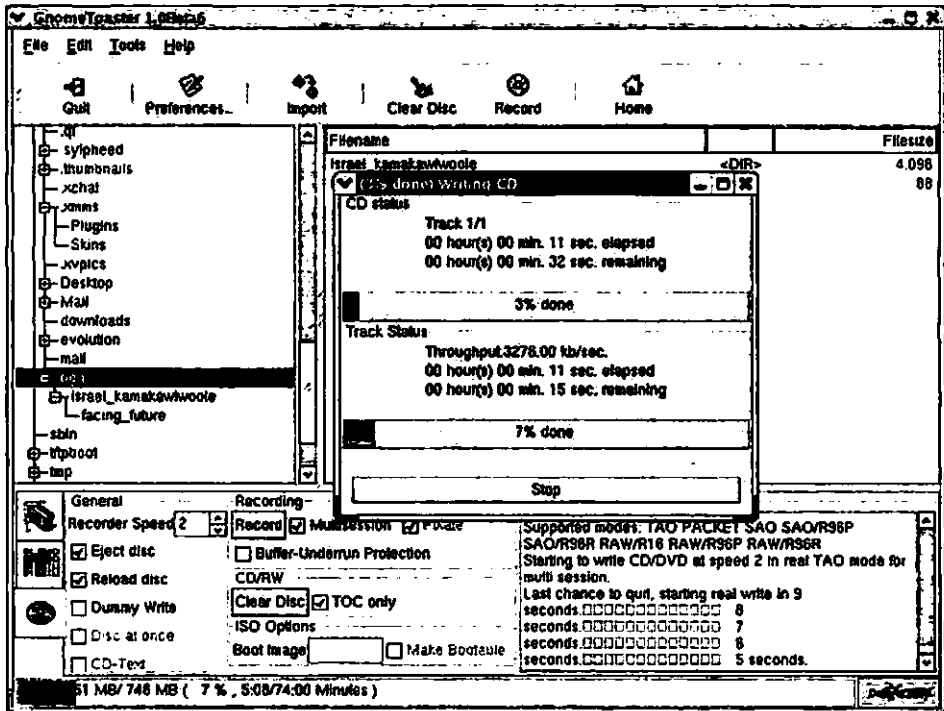 GnomeToaster 1.0Beta6
File Edit Tools Help
Quit Preferences... Import Clear Disc Record Home
.qt
sylpheed
.thumbnails
.xchat
.xmms
Plugins
Skins
.xvpics
Desktop
Mail
downloads
evolution
mail
israel_kamakawiwoole
facing_future
sbin
tftpboot
tmp
Filename Filesize
israel_kamakawiwoole <DIR> 4.096
88
(3% done) Writing CD
CD status
Track 1/1
00 hour(s) 00 min. 11 sec. elapsed
00 hour(s) 00 min. 32 sec. remaining
3% done
Track Status
Throughput:3276.00 kb/sec.
00 hour(s) 00 min. 11 sec. elapsed
00 hour(s) 00 min. 15 sec. remaining
7% done
Stop
General
Recorder Speed 2
Eject disc
Reload disc
Dummy Write
Disc at once
CD-Text
Recording
Record Multisession Fixate
Buffer-Underrun Protection
CD/RW
Clear Disc TOC only
ISO Options
Boot Image Make Bootable
Supported modes: TAO PACKET SAO SAO/R96P
SAO/R96R RAW/R16 RAW/R96P RAW/R96R
Starting to write CD/DVD at speed 2 in real TAO mode for
multi session.
Last chance to quit, starting real write in 9
seconds. 8
seconds. 7
seconds. 6
seconds. 5 seconds.
51 MB/ 746 MB ( 7 % , 5:08/74:00 Minutes )